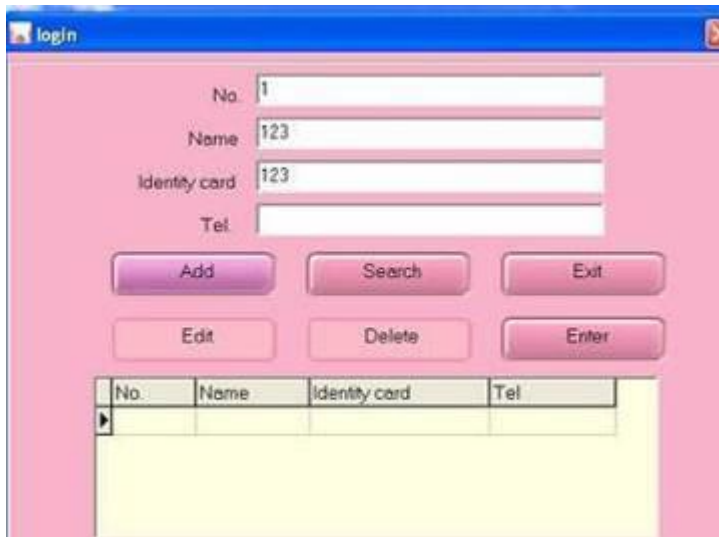 login
No. 1
Name 123
Identity card 123
Tel.
Add Search Exit
Edit Delete Enter
No. Name Identity card Tel